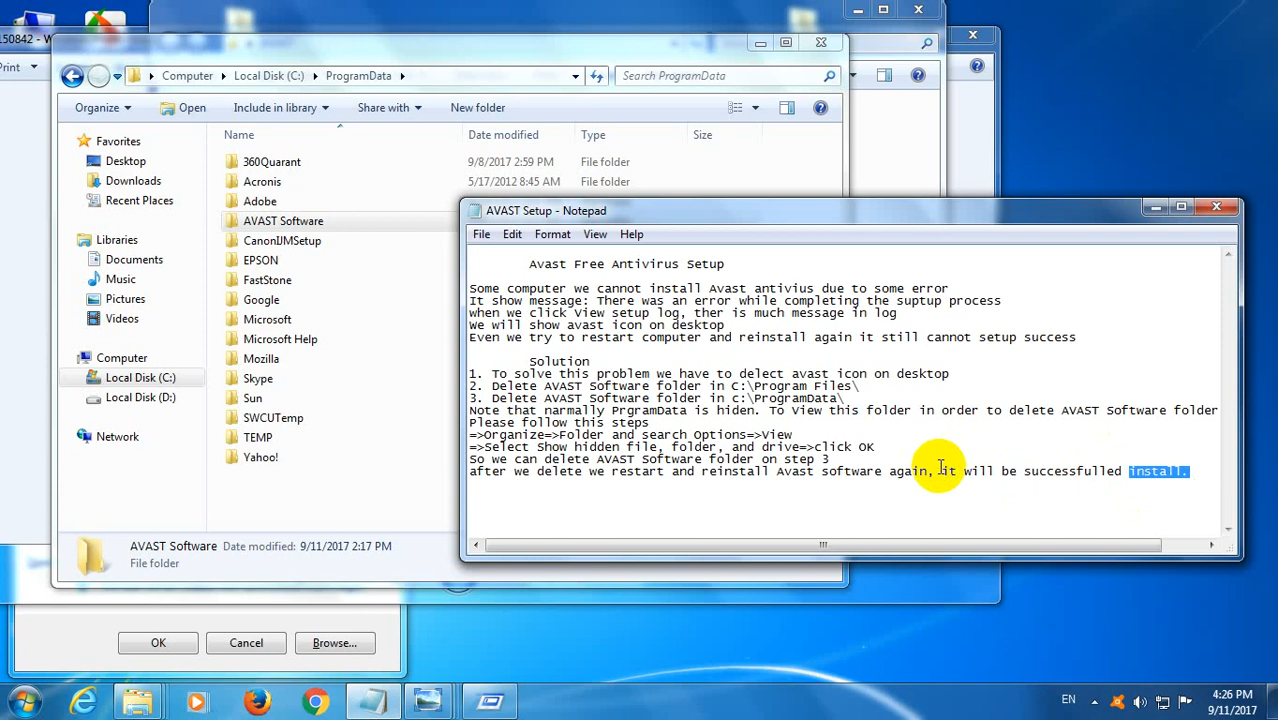 150842 - W
Print
Computer Local Disk (C:) ProgramData
Search ProgramData
Organize Open Include in library Share with New folder
Favorites
Desktop
Downloads
Recent Places
Libraries
Documents
Music
Pictures
Videos
Computer
Local Disk (C:)
Local Disk (D:)
Network
Name Date modified Type Size
360Quarant 9/8/2017 2:59 PM File folder
Acronis 5/17/2012 8:45 AM File folder
Adobe
AVAST Software
CanonIJMSetup
EPSON
FastStone
Google
Microsoft
Microsoft Help
Mozilla
Skype
Sun
SWCUTemp
TEMP
Yahoo!
AVAST Software Date modified: 9/11/2017 2:17 PM
File folder
AVAST Setup - Notepad
File Edit Format View Help
Avast Free Antivirus Setup
Some computer we cannot install Avast antivius due to some error
It show message: There was an error while completing the suptup process
when we click View setup log, ther is much message in log
we will show avast icon on desktop
Even we try to restart computer and reinstall again it still cannot setup success
Solution
1. To solve this problem we have to delect avast icon on desktop
2. Delete AVAST Software folder in C:\Program Files\
3. Delete AVAST Software folder in c:\ProgramData\
Note that narmally PrgramData is hiden. To View this folder in order to delete AVAST Software folder
Please follow this steps
=>Organize=>Folder and search Options=>View
=>Select Show hidden file, folder, and drive=>click OK
So we can delete AVAST Software folder on step 3
after we delete we restart and reinstall Avast software again, it will be successfulled install.
OK Cancel Browse...
EN
4:26 PM
9/11/2017